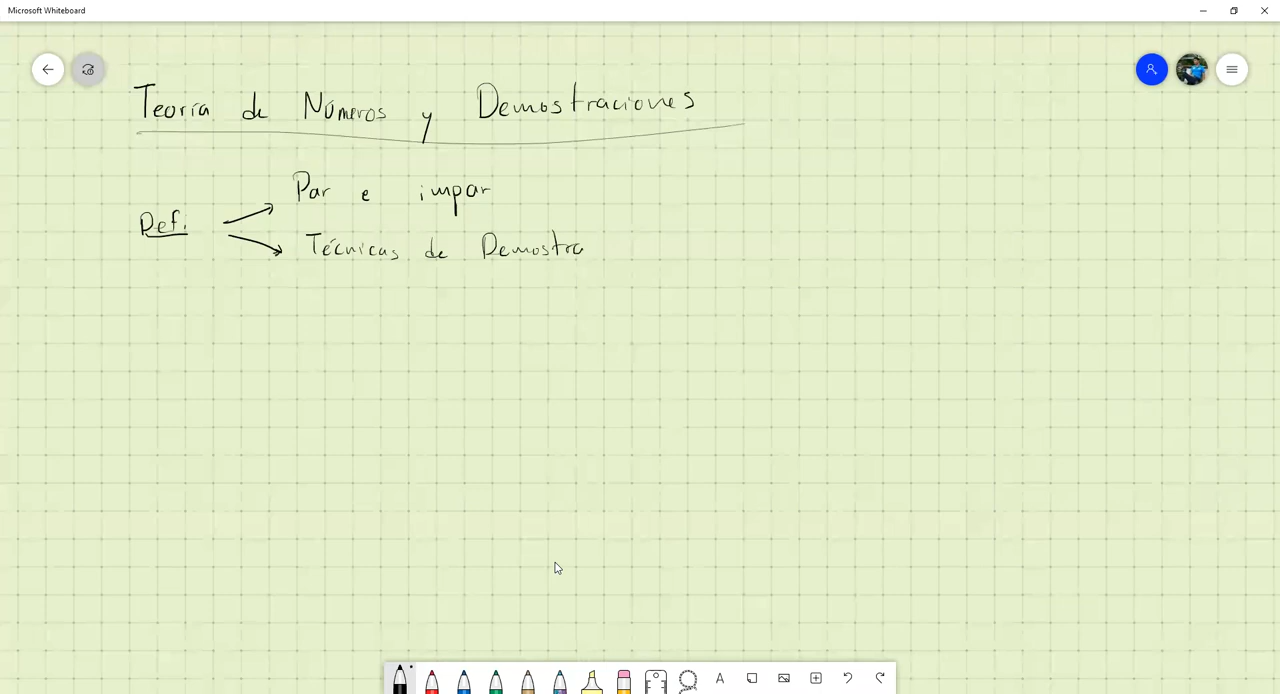 Microsoft Whiteboard
Teoría de Números y Demostraciones
Par e impar
Defi.
Técnicas de Demostra
A